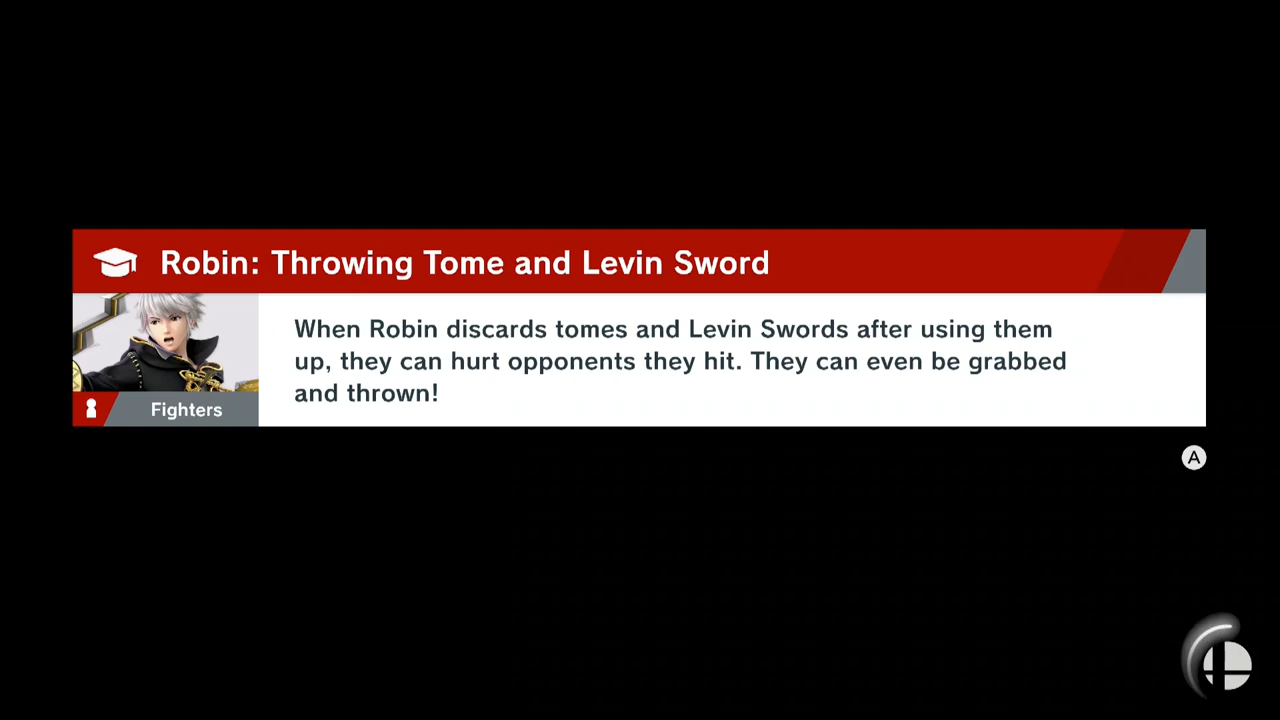 Robin: Throwing Tome and Levin Sword
When Robin discards tomes and Levin Swords after using them
up, they can hurt opponents they hit. They can even be grabbed
and thrown!
Fighters
A